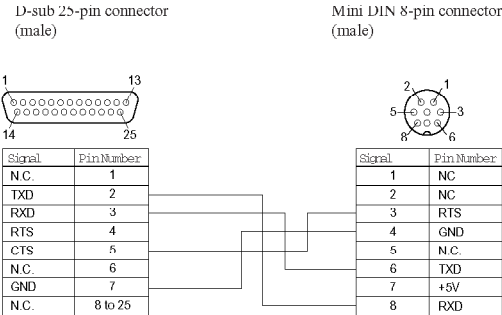 D-sub 25-pin connector
(male)
Mini DIN 8-pin connector
(male)
1 13
14 25
2 1
5 3
8 6
Signal Pin Number
N.C. 1
TXD 2
RXD 3
RTS 4
CTS 5
N.C. 6
GND 7
N.C. 8 to 25
Signal Pin Number
1 NC
2 NC
3 RTS
4 GND
5 N.C.
6 TXD
7 +5V
8 RXD